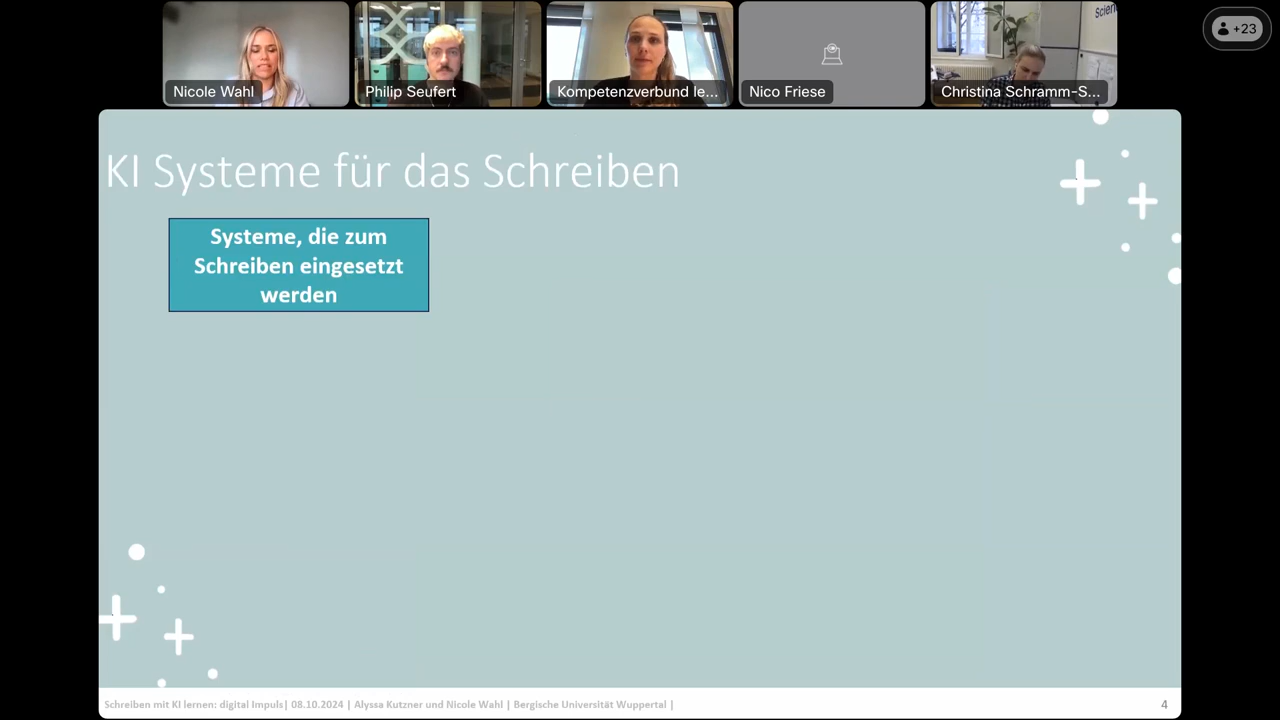 Nicole Wahl
Philip Seufert
Kompetenzverbund le...
Nico Friese
Christina Schramm-S...
+23
KI Systeme für das Schreiben
Systeme, die zum
Schreiben eingesetzt
werden
Schreiben mit KI lernen: digital Impuls| 08.10.2024 | Alyssa Kutzner und Nicole Wahl | Bergische Universität Wuppertal |
4